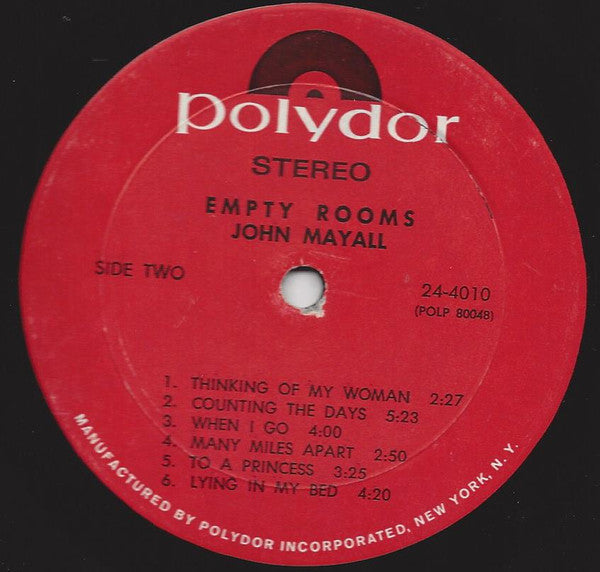 Polydor
STEREO
EMPTY ROOMS
JOHN MAYALL
SIDE TWO
24-4010
(POLP 80048)
1. THINKING OF MY WOMAN 2:27
2. COUNTING THE DAYS 5:23
3. WHEN I GO 4:00
4. MANY MILES APART 2:50
5. TO A PRINCESS 3:25
6. LYING IN MY BED 4:20
MANUFACTURED BY POLYDOR INCORPORATED, NEW YORK, N. Y.